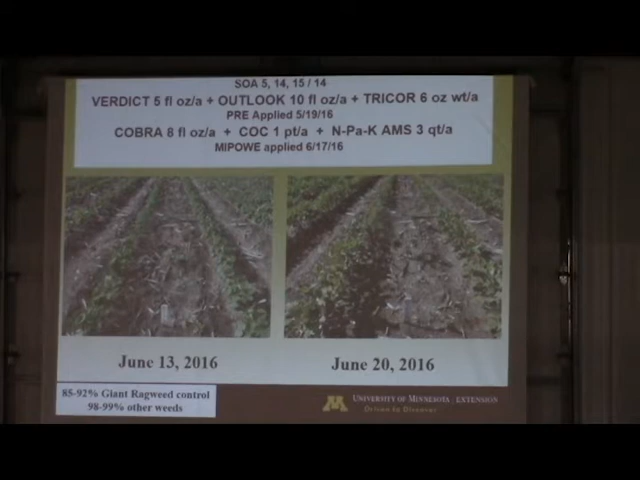 SOA 5, 14, 15 / 14
VERDICT 5 fl oz/a + OUTLOOK 10 fl oz/a + TRICOR 6 oz wt/a
PRE Applied 5/19/16
COBRA 8 fl oz/a + COC 1 pt/a + N-Pa-K AMS 3 qt/a
MIPOWE applied 6/17/16
June 13, 2016
June 20, 2016
85-92% Giant Ragweed control
98-99% other weeds
M
UNIVERSITY OF MINNESOTA | EXTENSION
Driven to Discover